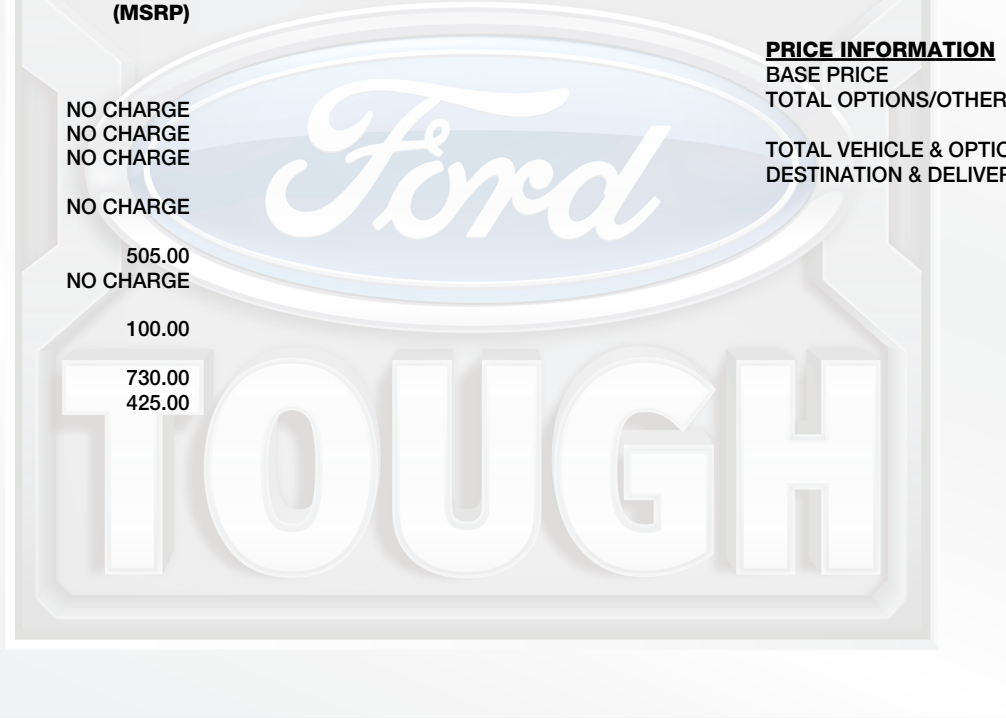 (MSRP)
NO CHARGE
NO CHARGE
NO CHARGE
NO CHARGE
505.00
NO CHARGE
100.00
730.00
425.00
PRICE INFORMATION
BASE PRICE
TOTAL OPTIONS/OTHER
TOTAL VEHICLE & OPTIO
DESTINATION & DELIVER
Ford
TOUGH